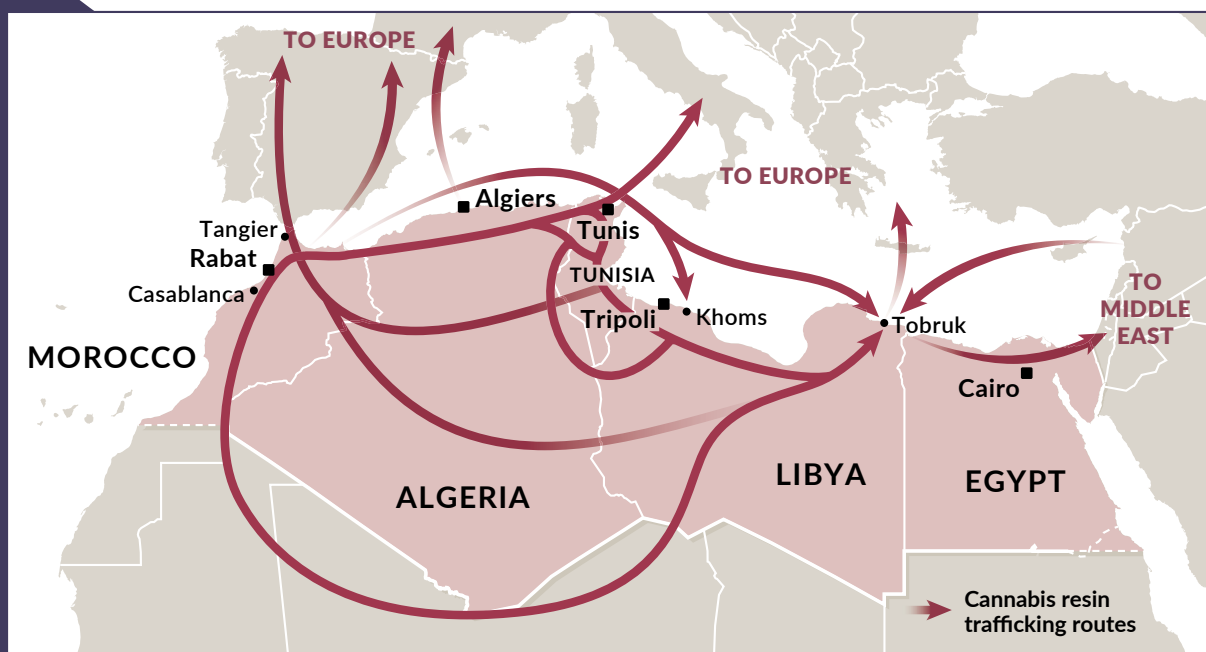 TO EUROPE
Algiers
TO EUROPE
Tangier
Tunis
Rabat
TUNISIA
Casablanca
TO
MIDDLE
EAST
Tripoli
Khoms
Tobruk
MOROCCO
Cairo
LIBYA
EGYPT
ALGERIA
Cannabis resin
trafficking routes